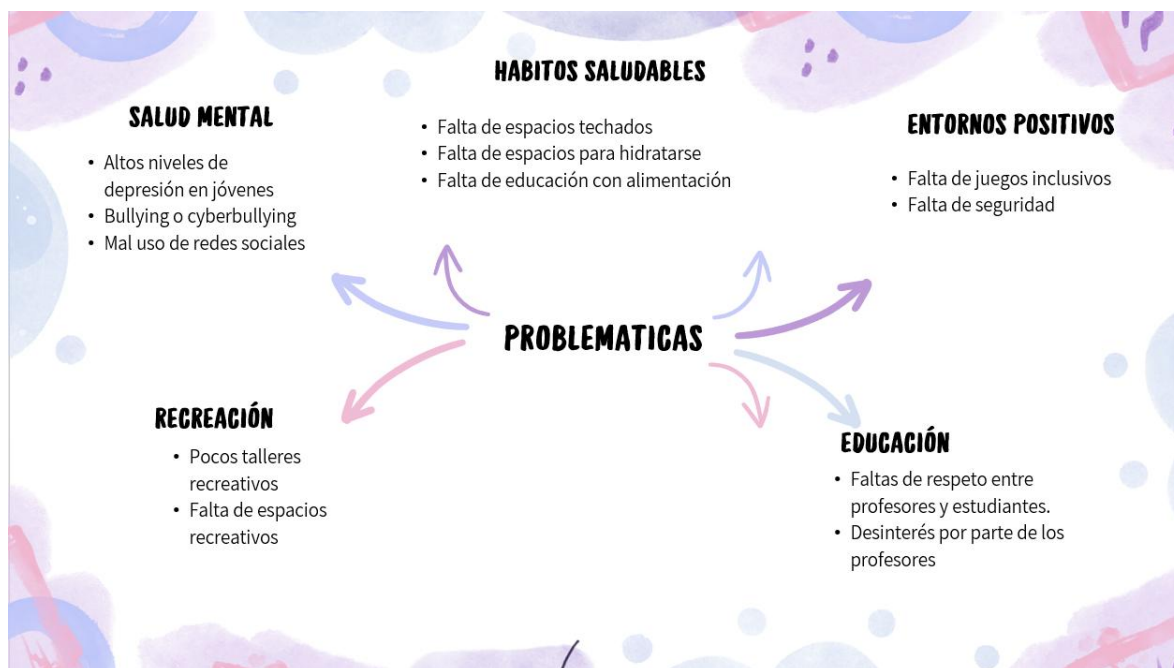 HABITOS SALUDABLES
• Falta de espacios techados
• Falta de espacios para hidratarse
• Falta de educación con alimentación
SALUD MENTAL
• Altos niveles de
depresión en jóvenes
• Bullying o cyberbullying
• Mal uso de redes sociales
ENTORNOS POSITIVOS
• Falta de juegos inclusivos
• Falta de seguridad
PROBLEMATICAS
RECREACIÓN
• Pocos talleres
recreativos
• Falta de espacios
recreativos
EDUCACIÓN
• Faltas de respeto entre
profesores y estudiantes.
• Desinterés por parte de los
profesores